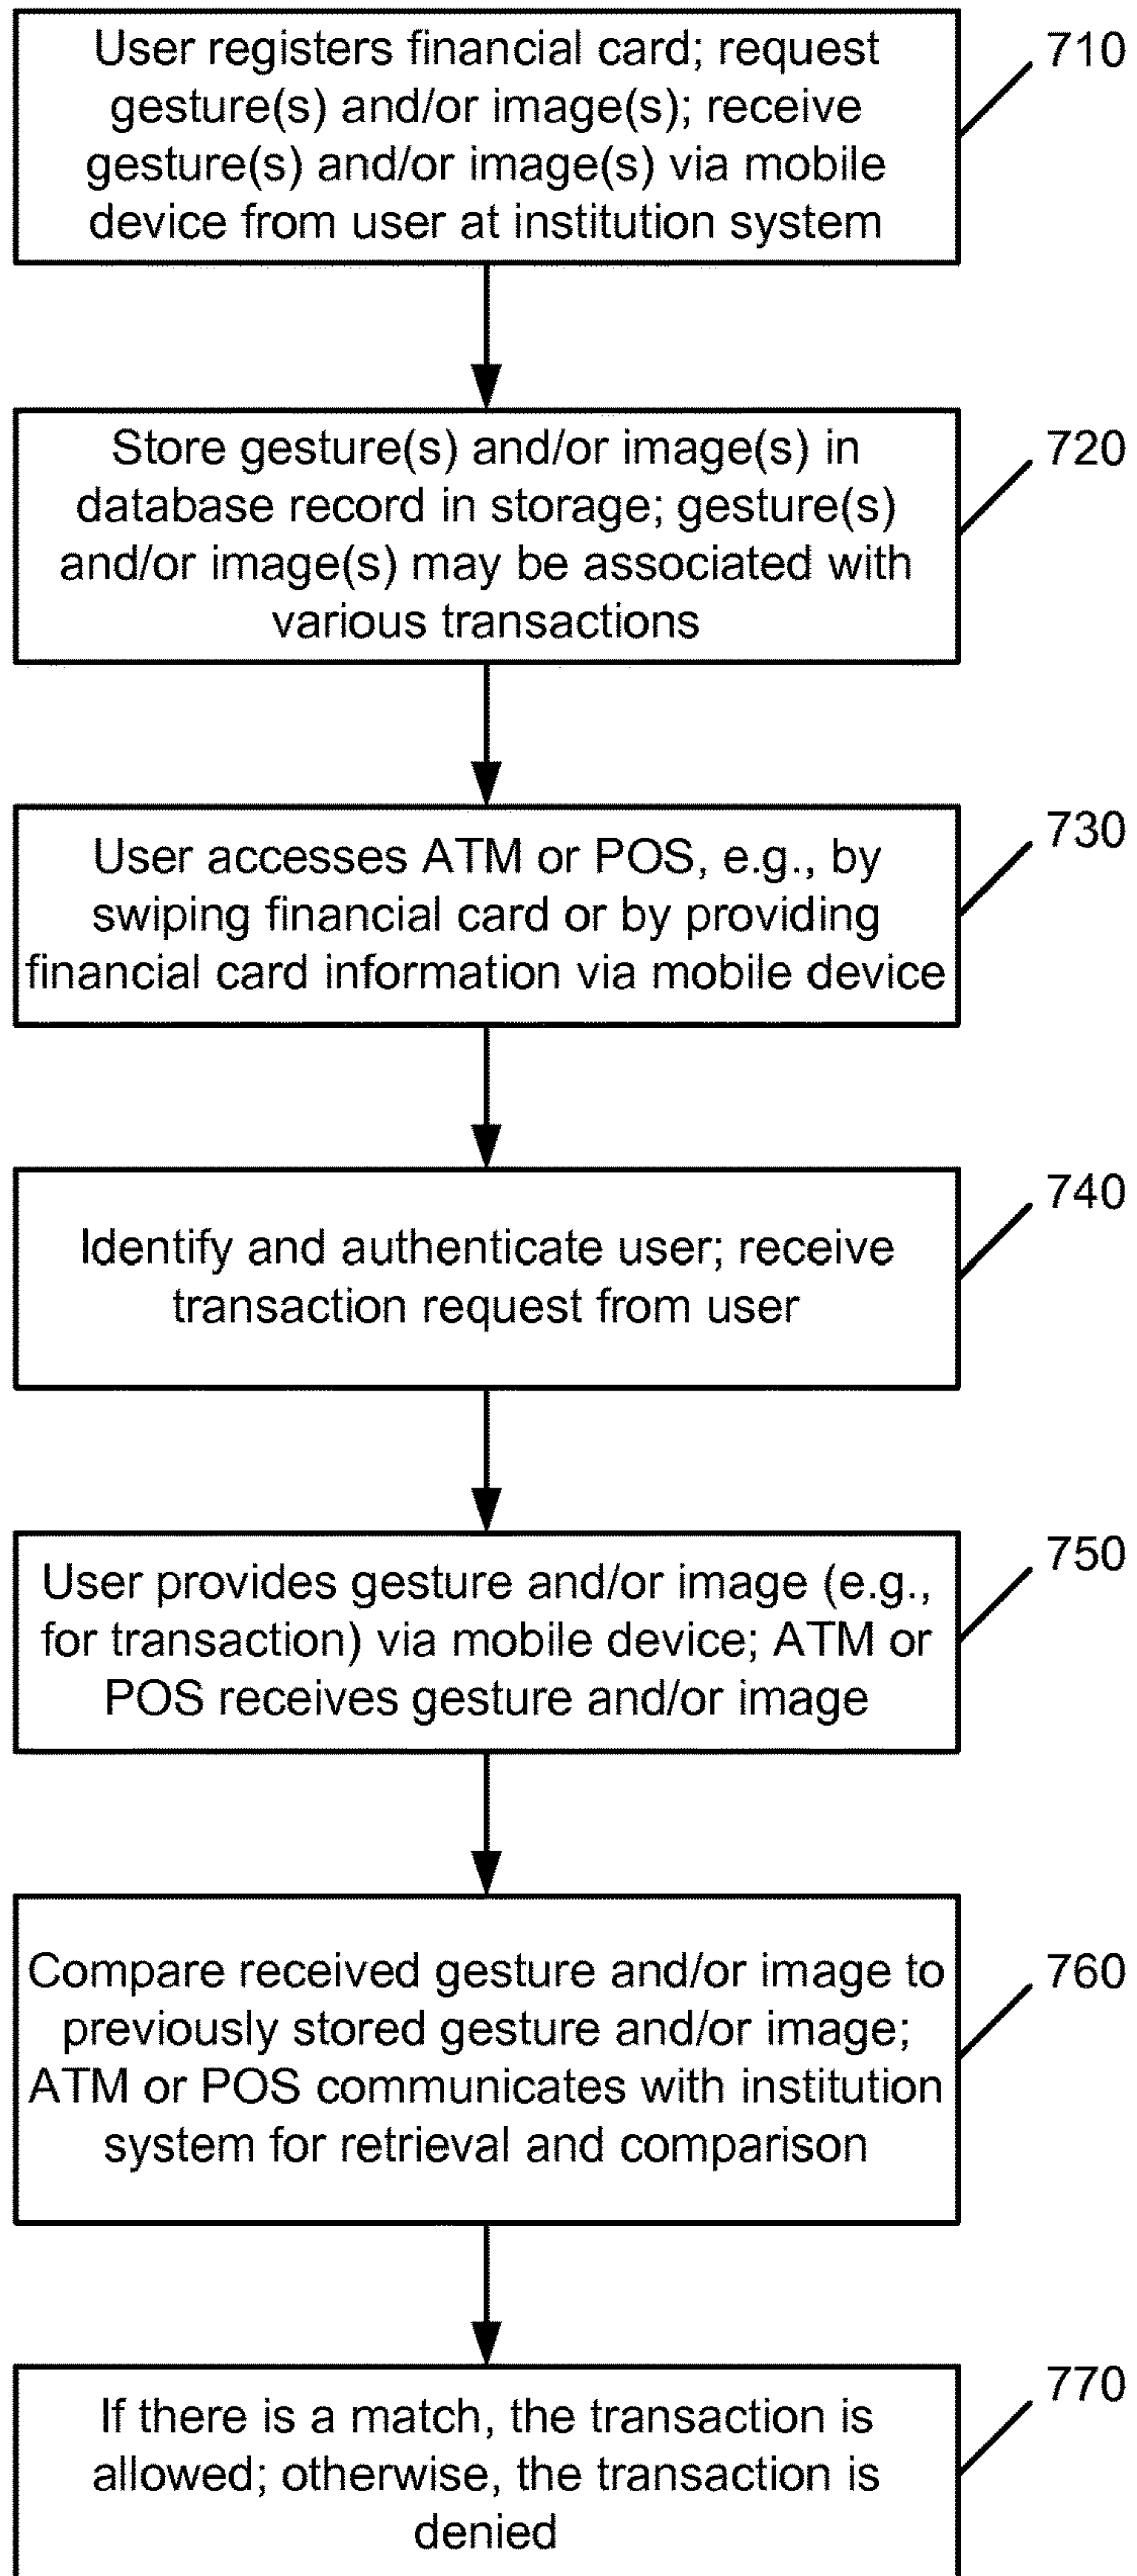 User registers financial card; request
gesture(s) and/or image(s); receive
gesture(s) and/or image(s) via mobile
device from user at institution system
710
Store gesture(s) and/or image(s) in
database record in storage; gesture(s)
and/or image(s) may be associated with
various transactions
720
User accesses ATM or POS, e.g., by
swiping financial card or by providing
financial card information via mobile device
730
Identify and authenticate user; receive
transaction request from user
740
User provides gesture and/or image (e.g.,
for transaction) via mobile device; ATM or
POS receives gesture and/or image
750
Compare received gesture and/or image to
previously stored gesture and/or image;
ATM or POS communicates with institution
system for retrieval and comparison
760
If there is a match, the transaction is
allowed; otherwise, the transaction is
denied
770